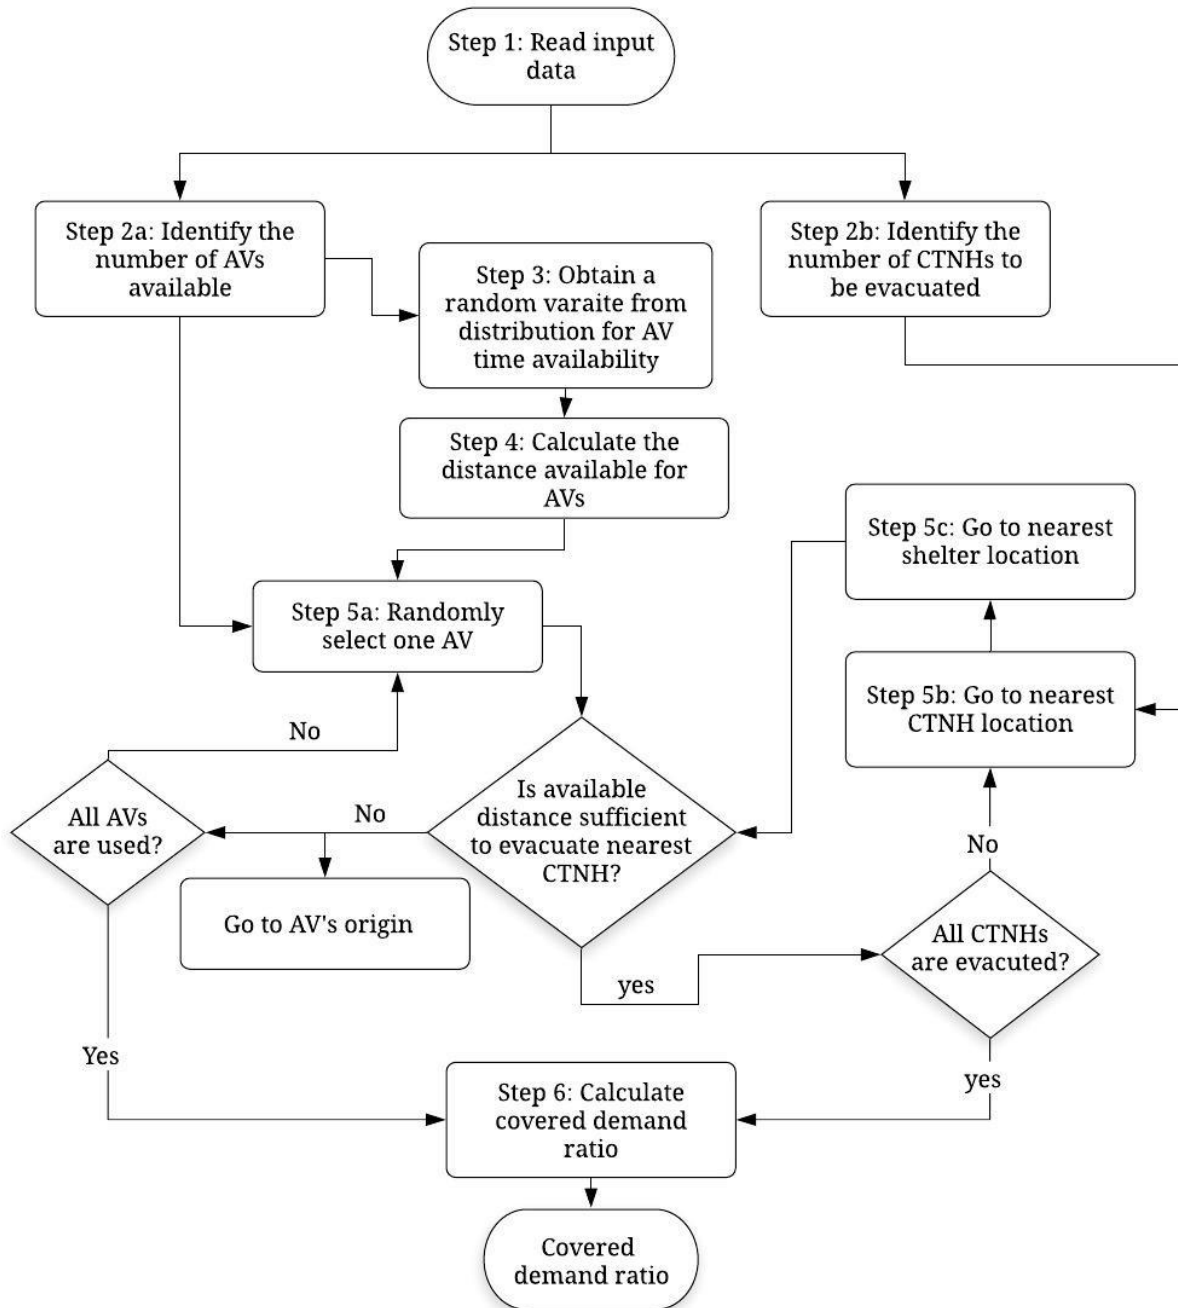 Step 1: Read input
data
Step 2a: Identify the
number of AVs
available
Step 2b: Identify the
number of CTNHs to
be evacuated
Step 3: Obtain a
random varaite from
distribution for AV
time availability
Step 4: Calculate the
distance available for
AVs
Step 5c: Go to nearest
shelter location
Step 5a: Randomly
select one AV
Step 5b: Go to nearest
CTNH location
No
All AVs
are used?
No
Is available
distance sufficient
to evacuate nearest
CTNH?
No
Go to AV's origin
All CTNHs
are evacuted?
yes
Yes
yes
Step 6: Calculate
covered demand
ratio
Covered
demand ratio